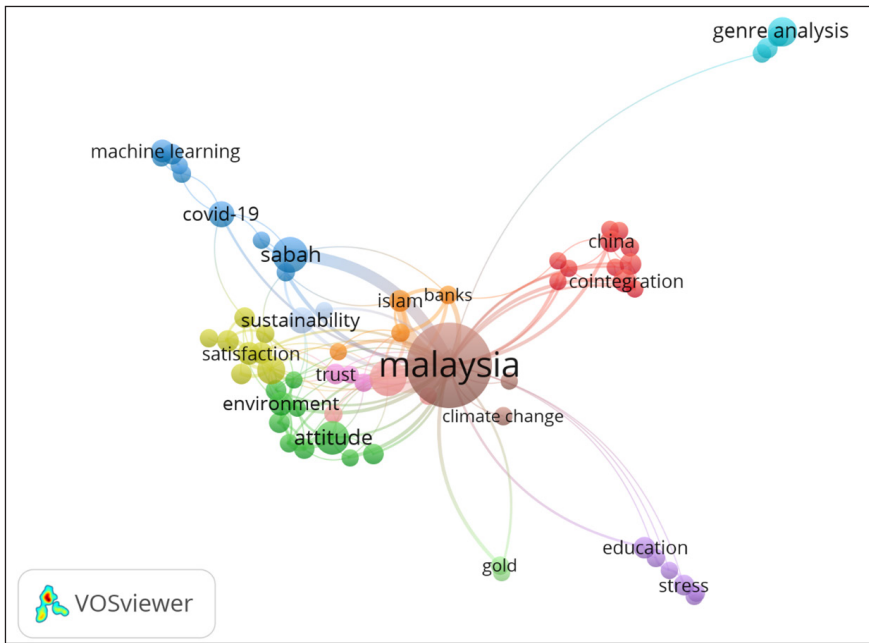 genre analysis
machine learning
covid-19
sabah
china
cointegration
islam
banks
sustainability
satisfaction
malaysia
trust
environment
climate change
attitude
education
gold
stress
VOSviewer